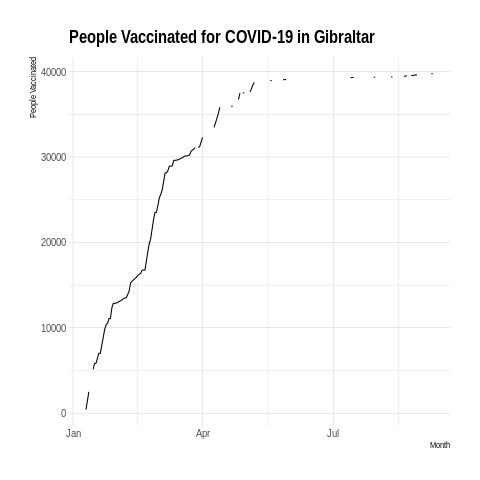 People Vaccinated for COVID-19 in Gibraltar
People Vaccinated
40000
30000
20000
10000
0
Jan
Apr
Jul
Month